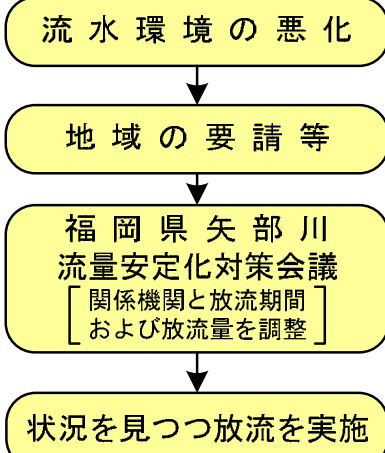 流水環境の悪化
地域の要請等
福岡県矢部川
流量安定化対策会議
関係機関と放流期間
および放流量を調整
状況を見つつ放流を実施